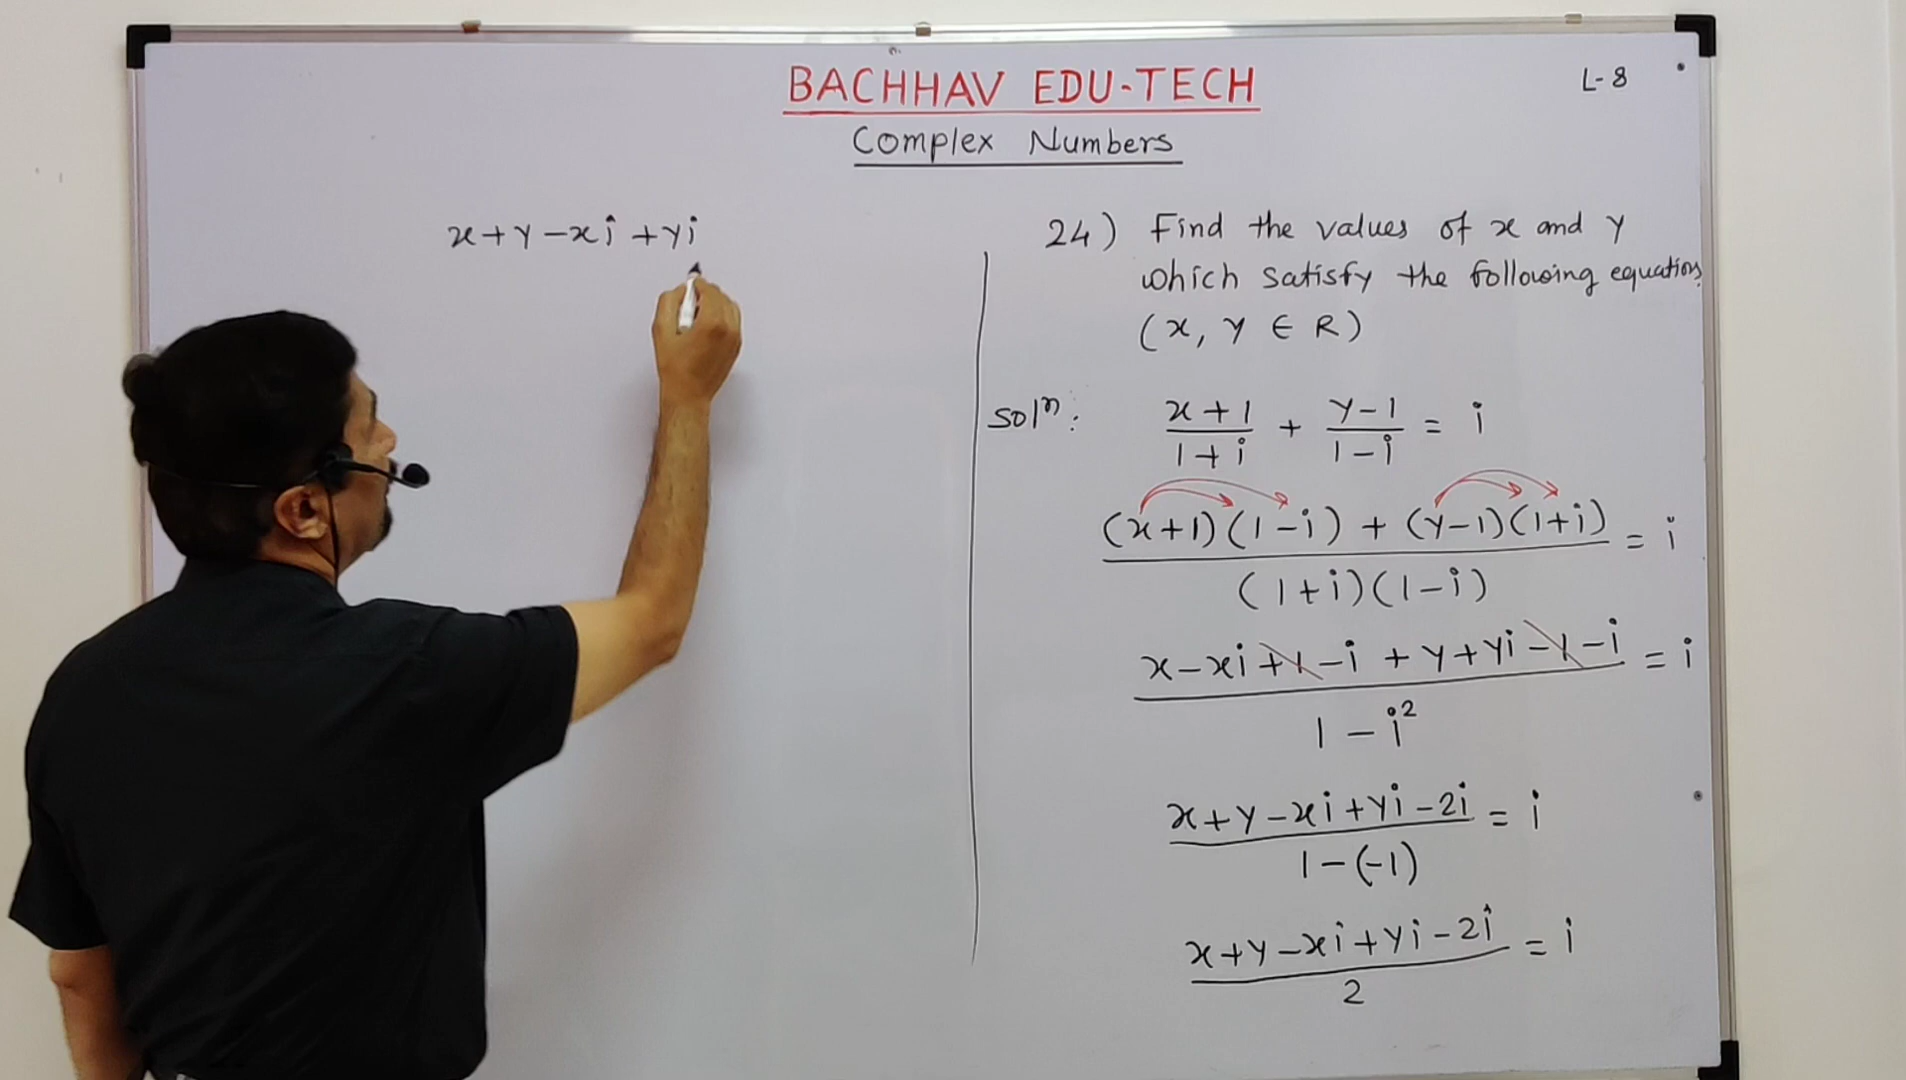 BACHHAV EDU-TECH
L-8
Complex Numbers
24) Find the values of x and y
which satisfy the following equations.
(x, y ∈ R)
Solⁿ: (x+1)/(1+i) + (y-1)/(1-i) = i
((x+1)(1-i) + (y-1)(1+i))/((1+i)(1-i)) = i
(x-xi+1-i + y+yi-1-i)/(1-i²) = i
(x+y-xi+yi-2i)/(1-(-1)) = i
(x+y-xi+yi-2i)/2 = i
x+y-xi+yi